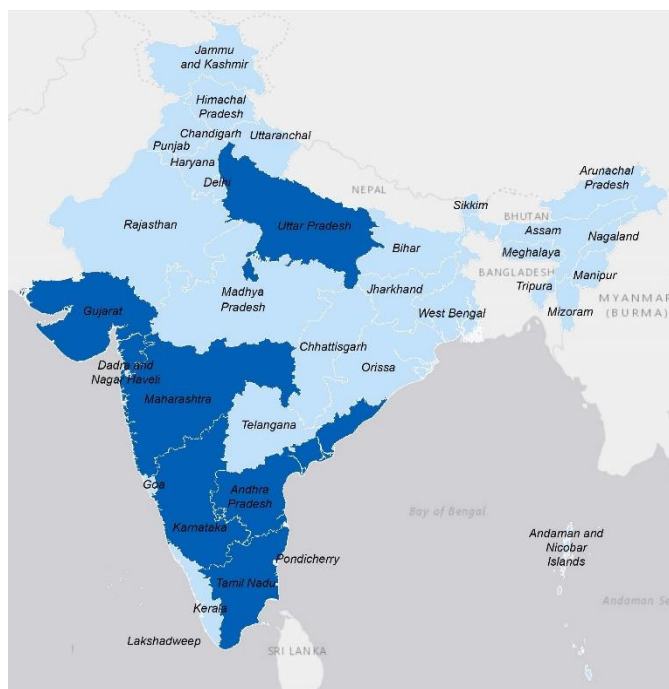 Jammu
and Kashmir
Himachal
Pradesh
Chandigarh
Uttaranchal
Punjab
Haryana
Delhi
Arunachal
Pradesh
NEPAL
Sikkim
BHUTAN
Rajasthan
Uttar Pradesh
Assam
Nagaland
Bihar
Meghalaya
BANGLADESH
Manipur
Jharkhand
Tripura
Gujarat
Madhya
Pradesh
West Bengal
Mizoram
MYANMAR
(BURMA)
Chhattisgarh
Orissa
Dadra and
Nagar Haveli
Maharashtra
Telangana
Goa
Andhra
Pradesh
Bay of Bengal
Karnataka
Andaman and
Nicobar
Islands
Pondicherry
Tamil Nadu
Andaman Se
Kerala
Lakshadweep
SRI LANKA